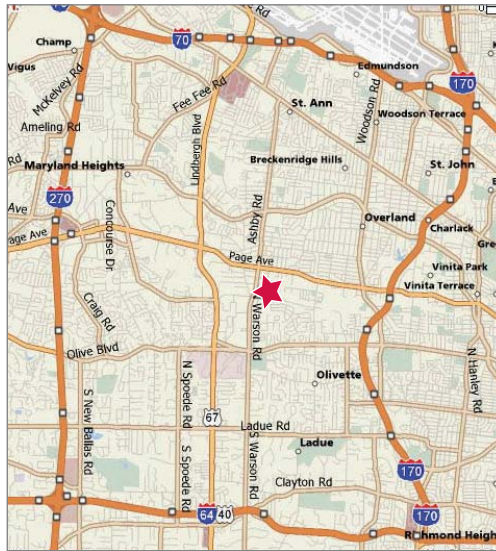 Champ
70
Edmundson
170
Vigus
McKelvey Rd
Fee Fee Rd
St. Ann
Woodson Rd
Woodson Terrace
Ameling Rd
Lindbergh Blvd
Rd
Maryland Heights
Breckenridge Hills
St. John
270
Ave
Concourse Dr.
Ashby Rd
Overland
Charlack
age Ave
Page Ave
Gre
Vinita Park
Vinita Terrace
Craig Rd
N Warson Rd
Olive Blvd
N Spoede Rd
Olivette
N Hanley Rd
S New Ballas Rd
67
Ladue Rd
Ladue
S Spoede Rd
S Warson Rd
Clayton Rd
170
64
40
170
Richmond Heigh